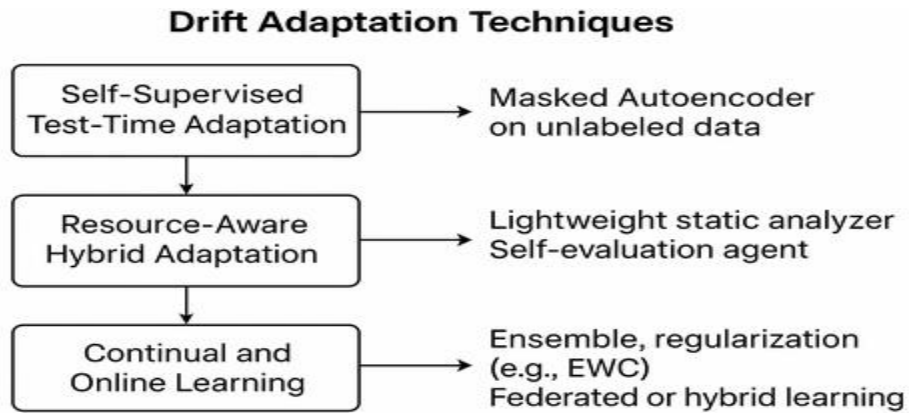 Drift Adaptation Techniques
Self-Supervised
Test-Time Adaptation
Masked Autoencoder
on unlabeled data
Resource-Aware
Hybrid Adaptation
Lightweight static analyzer
Self-evaluation agent
Continual and
Online Learning
Ensemble, regularization
(e.g., EWC)
Federated or hybrid learning